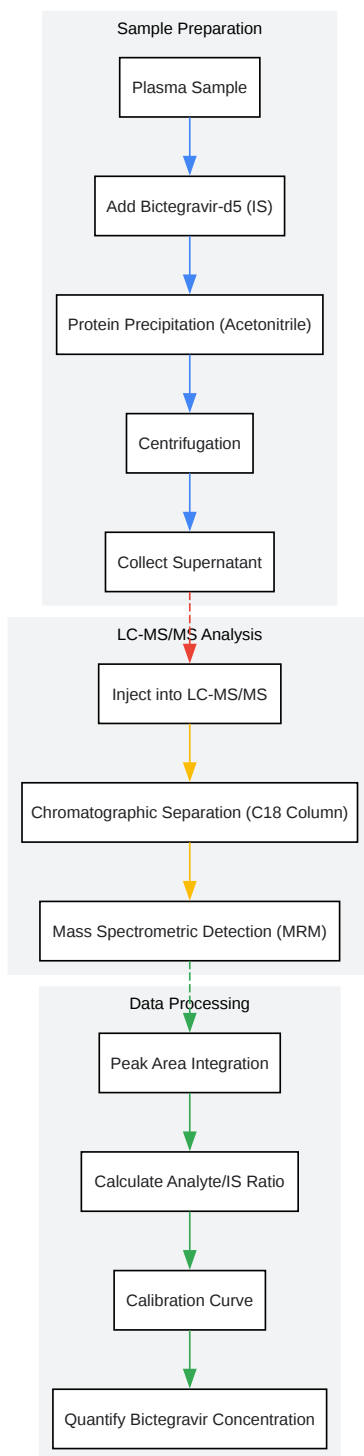 Sample Preparation
Plasma Sample
Add Bictegravir-d5 (IS)
Protein Precipitation (Acetonitrile)
Centrifugation
Collect Supernatant
LC-MS/MS Analysis
Inject into LC-MS/MS
Chromatographic Separation (C18 Column)
Mass Spectrometric Detection (MRM)
Data Processing
Peak Area Integration
Calculate Analyte/IS Ratio
Calibration Curve
Quantify Bictegravir Concentration